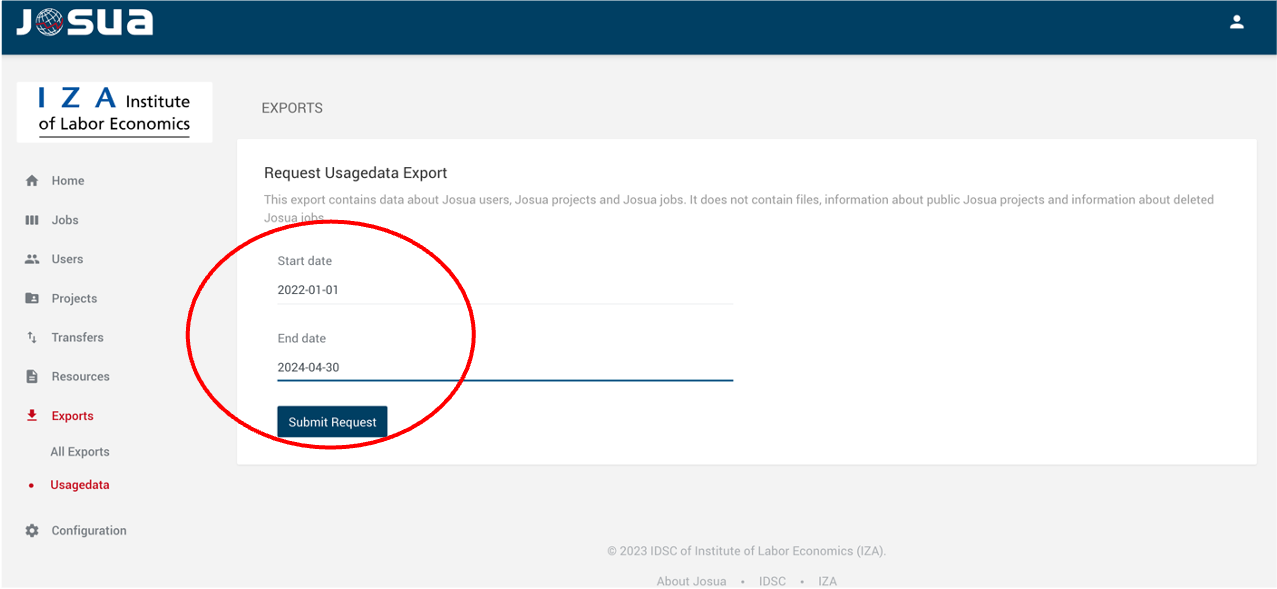 JOSUA
IZA Institute
of Labor Economics
Home
Jobs
Users
Projects
Transfers
Resources
Exports
All Exports
Usagedata
Configuration
EXPORTS
Request Usagedata Export
This export contains data about Josua users, Josua projects and Josua jobs. It does not contain files, information about public Josua projects and information about deleted
Josua jobs.
Start date
2022-01-01
End date
2024-04-30
Submit Request
© 2023 IDSC of Institute of Labor Economics (IZA).
About Josua • IDSC • IZA